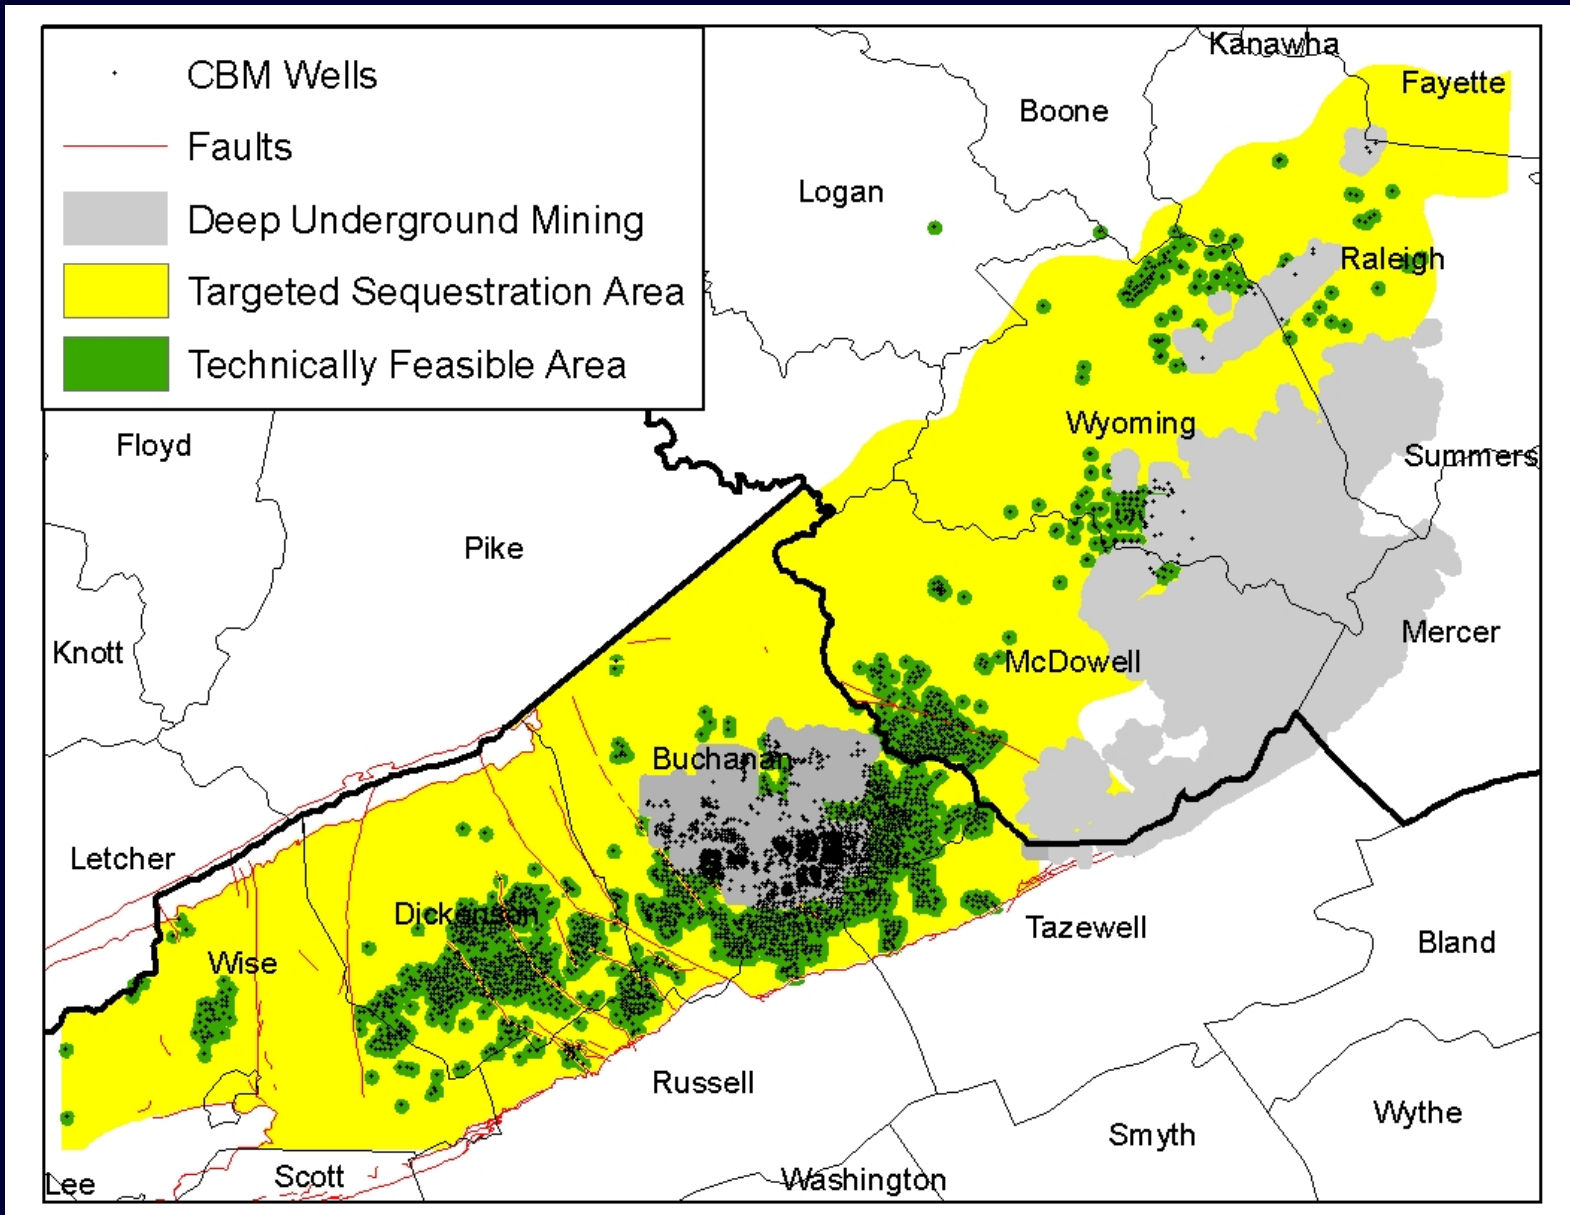 CBM Wells
Faults
Deep Underground Mining
Targeted Sequestration Area
Technically Feasible Area
Kanawha
Fayette
Boone
Logan
Raleigh
Wyoming
Floyd
Summers
Pike
Knott
Mercer
McDowell
Buchanan
Letcher
Dickenson
Tazewell
Bland
Wise
Russell
Wythe
Smyth
Scott
Washington
Lee